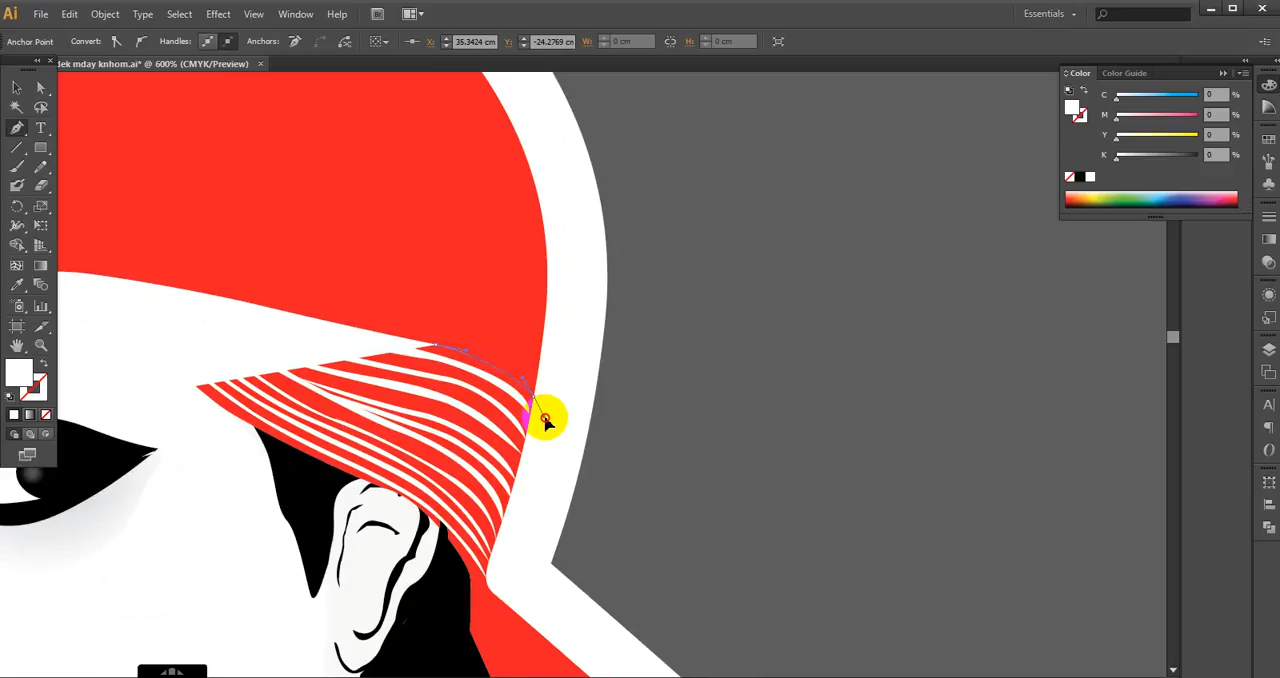 Ai File Edit Object Type Select Effect View Window Help Br Essentials
Anchor Point Convert: Handles: Anchors: X: 35.3424 cm Y: -24.2769 cm W: 0 cm H: 0 cm
dek mday knhom.ai* @ 600% (CMYK/Preview) ×
Color Color Guide
C 0 %
M 0 %
Y 0 %
K 0 %